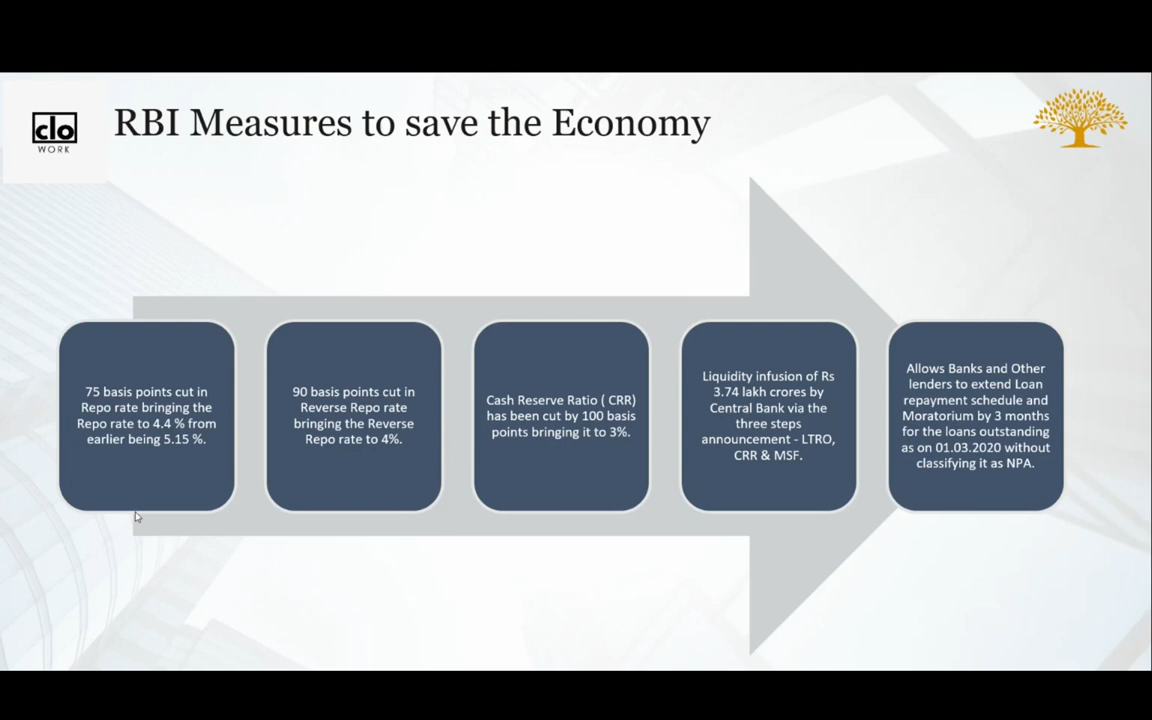 clo
WORK
RBI Measures to save the Economy
75 basis points cut in
Repo rate bringing the
Repo rate to 4.4 % from
earlier being 5.15 %.
90 basis points cut in
Reverse Repo rate
bringing the Reverse
Repo rate to 4%.
Cash Reserve Ratio ( CRR)
has been cut by 100 basis
points bringing it to 3%.
Liquidity infusion of Rs
3.74 lakh crores by
Central Bank via the
three steps
announcement - LTRO,
CRR & MSF.
Allows Banks and Other
lenders to extend Loan
repayment schedule and
Moratorium by 3 months
for the loans outstanding
as on 01.03.2020 without
classifying it as NPA.